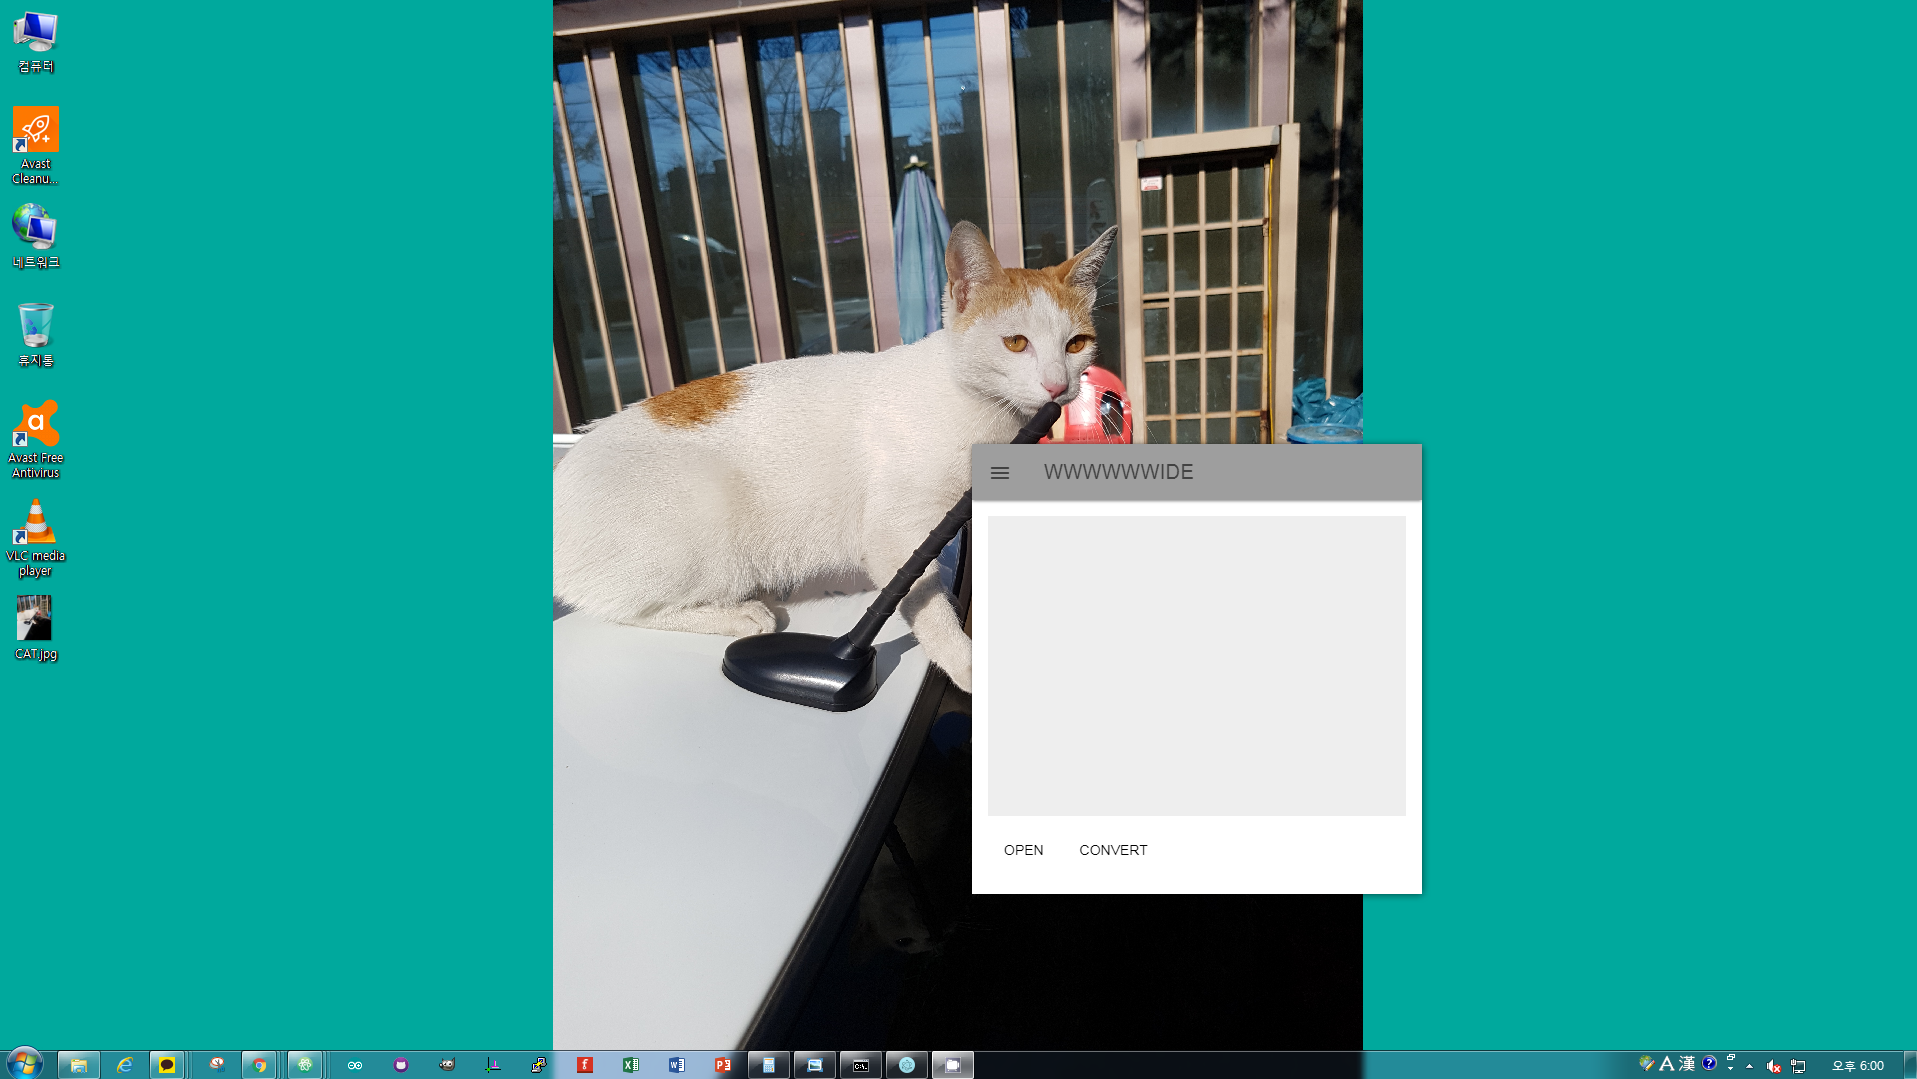 컴퓨터
Avast
Cleanu...
네트워크
휴지통
Avast Free
Antivirus
VLC media
player
CAT.jpg
WWWWWWIDE
OPEN
CONVERT
A 漢
오후 6:00